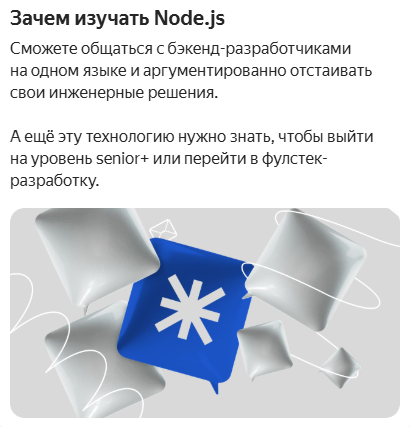 Зачем изучать Node.js
Сможете общаться с бэкенд-разработчиками
на одном языке и аргументированно отстаивать
свои инженерные решения.
А ещё эту технологию нужно знать, чтобы выйти
на уровень senior+ или перейти в фулстек-
разработку.